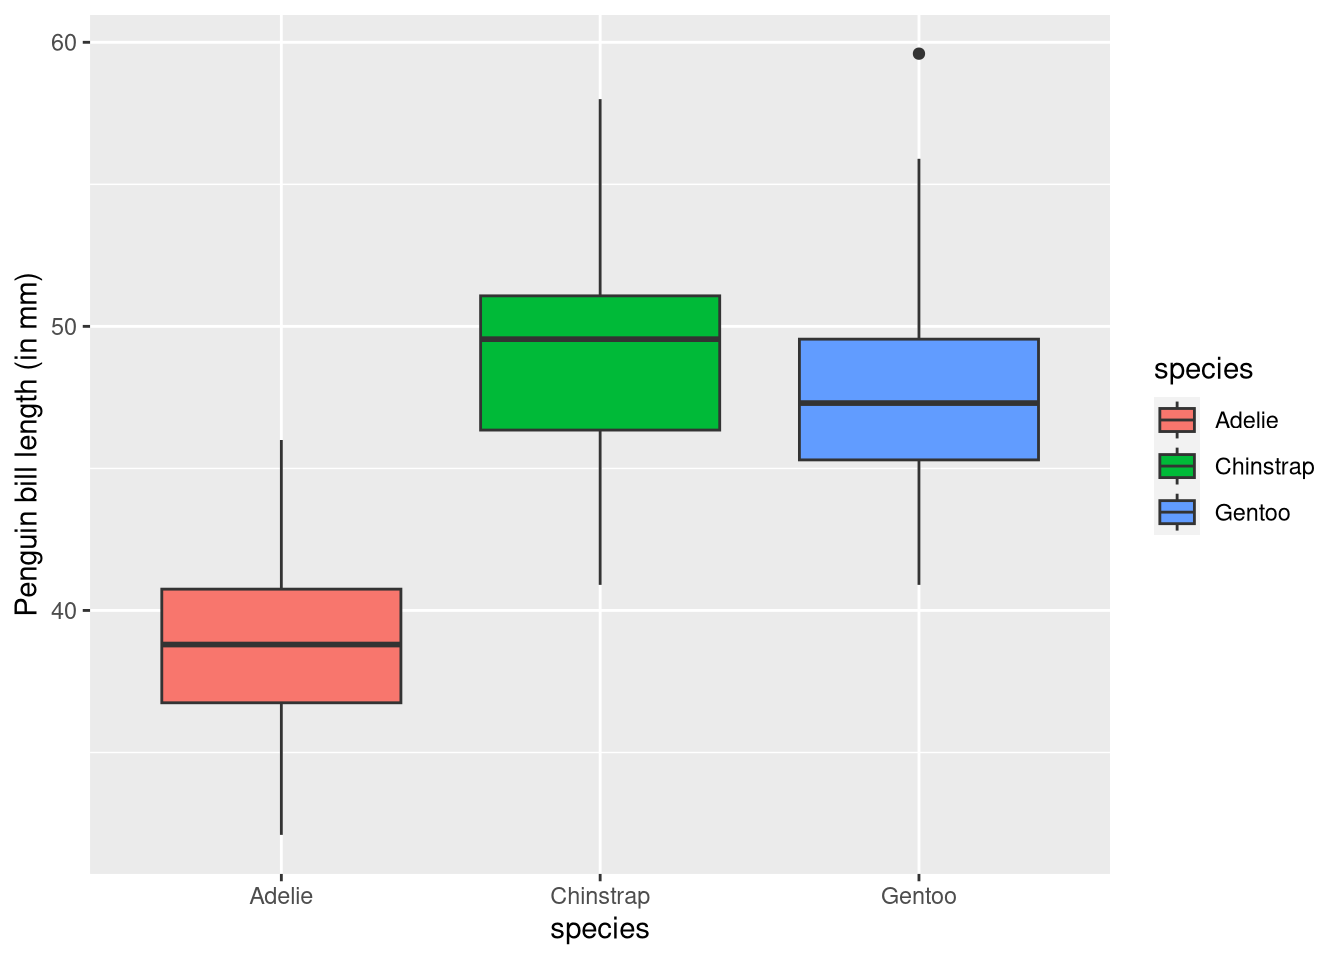 Penguin bill length (in mm)
60
50
40
Adelie
Chinstrap
Gentoo
species
species
Adelie
Chinstrap
Gentoo